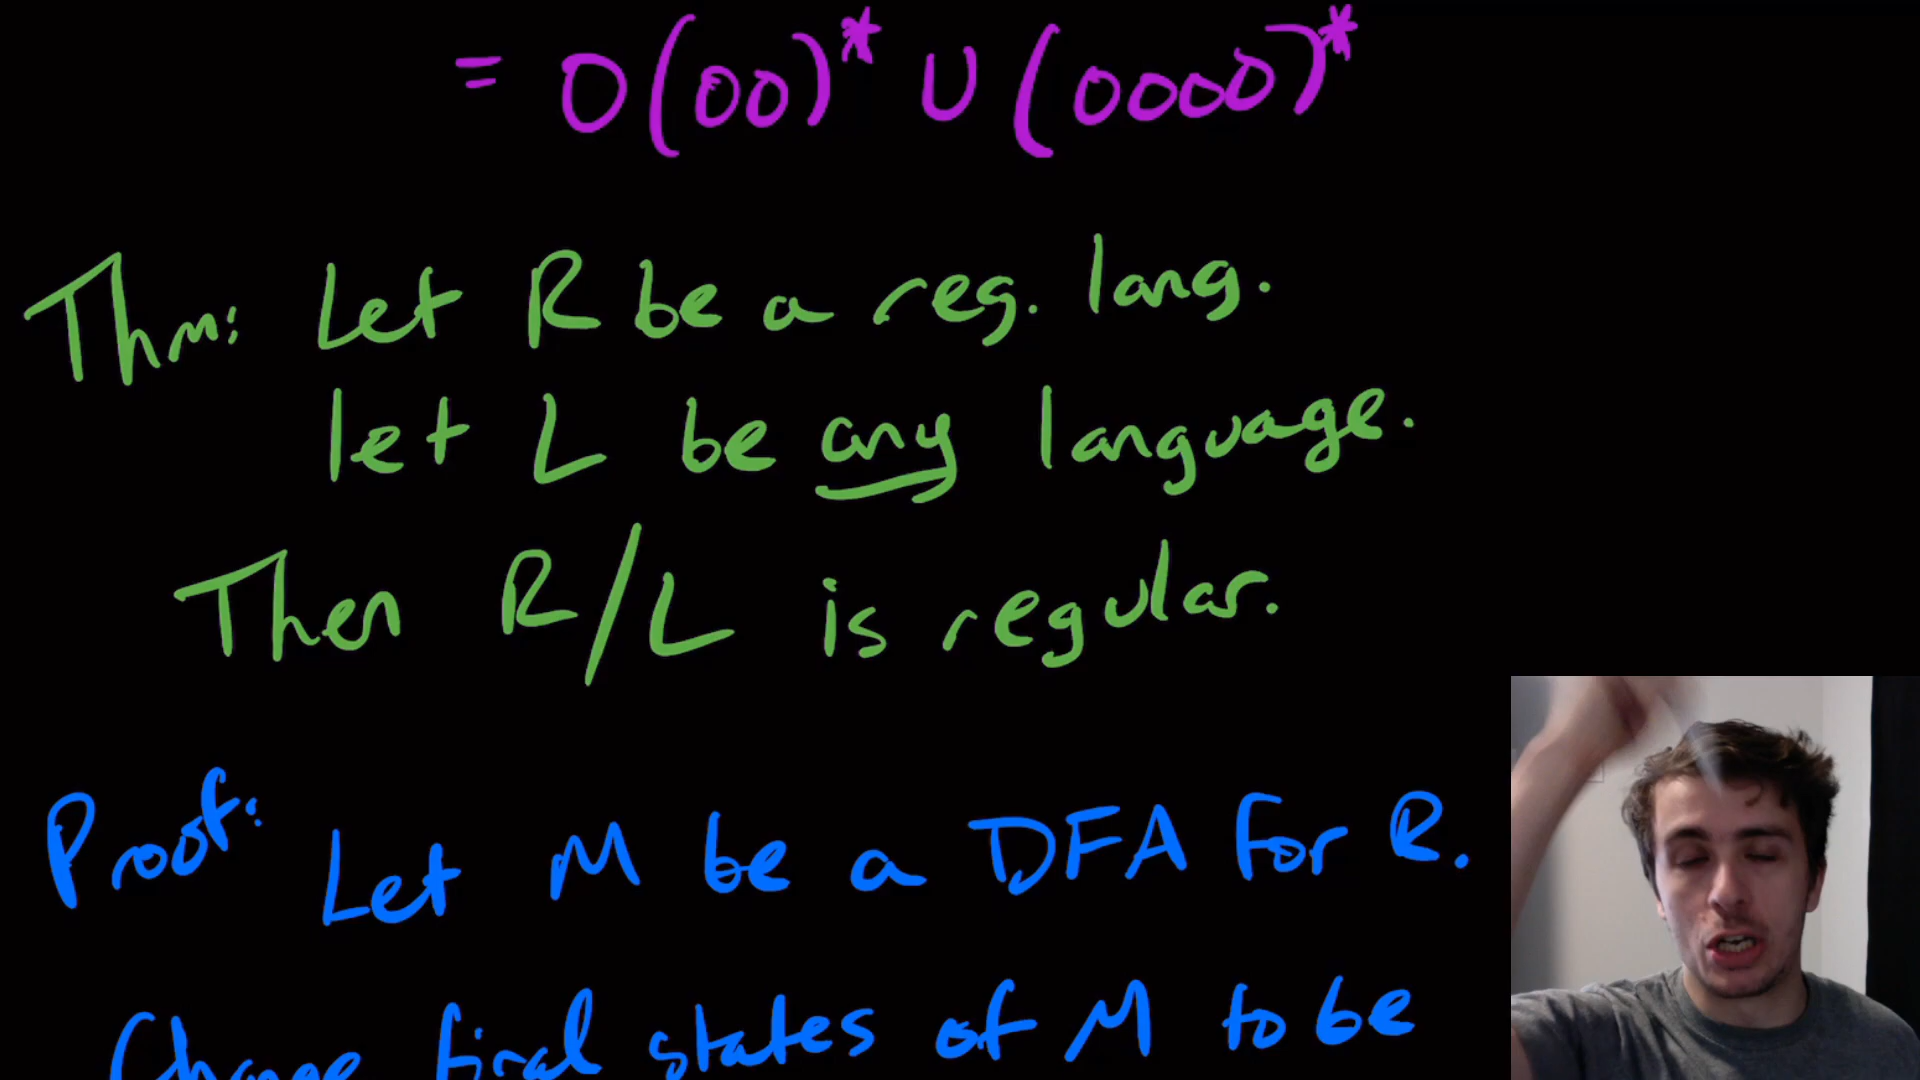 = 0(00)* ∪ (0000)*
Thm: Let R be a reg. lang.
let L be any language.
Then R/L is regular.
Proof: Let M be a DFA for R.
Change final states of M to be